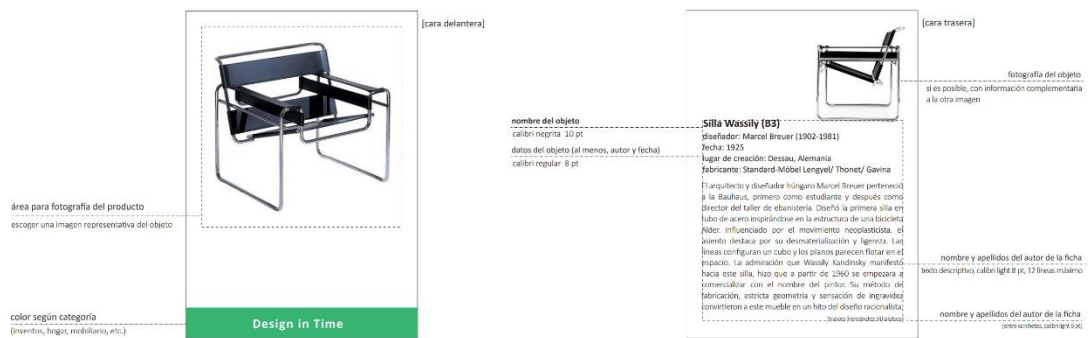 [cara delantera]
área para fotografía del producto
escoger una imagen representativa del objeto
color según categoría
(inventos, hogar, mobiliario, etc.)
Design in Time
[cara trasera]
fotografía del objeto
si es posible, con información complementaria
a la otra imagen
nombre del objeto
calibri negrita 10 pt
datos del objeto (al menos, autor y fecha)
calibri regular 8 pt
Silla Wassily (B3)
diseñador: Marcel Breuer (1902-1981)
fecha: 1925
lugar de creación: Dessau, Alemania
fabricante: Standard-Möbel Lengyel/ Thonet/ Gavina
El arquitecto y diseñador húngaro Marcel Breuer perteneció
a la Bauhaus, primero como estudiante y después como
director del taller de ebanistería. Diseñó la primera silla en
tubo de acero inspirándose en la estructura de una bicicleta
Alder. Influenciado por el movimiento neoplasticista, el
asiento destaca por su desmaterialización y ligereza. Las
líneas configuran un cubo y los planos parecen flotar en el
espacio. La admiración que Wassily Kandinsky manifestó
hacia este silla, hizo que a partir de 1960 se empezara a
comercializar con el nombre del pintor. Su método de
fabricación, estricta geometría y sensación de ingravidez
convirtieron a este mueble en un hito del diseño racionalista.
nombre y apellidos del autor de la ficha
texto descriptivo, calibri light 8 pt, 12 líneas máximo
nombre y apellidos del autor de la ficha
[entre corchetes, calibri light 6 pt]